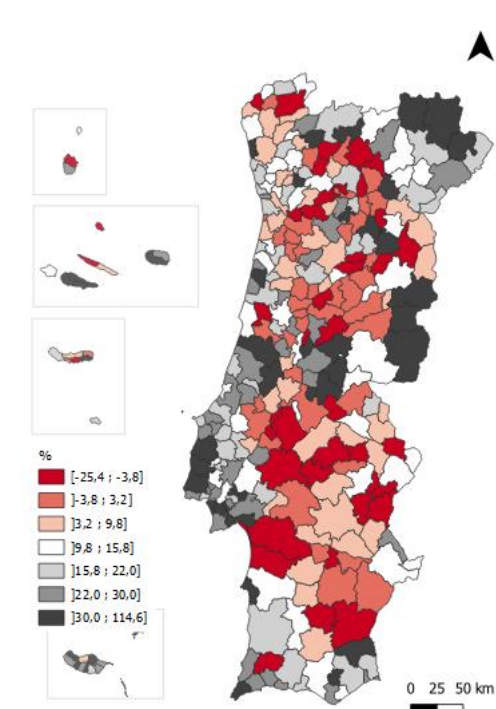 %
[-25,4 ; -3,8]
]-3,8 ; 3,2]
]3,2 ; 9,8]
]9,8 ; 15,8]
]15,8 ; 22,0]
]22,0 ; 30,0]
]30,0 ; 114,6]
0 25 50 km